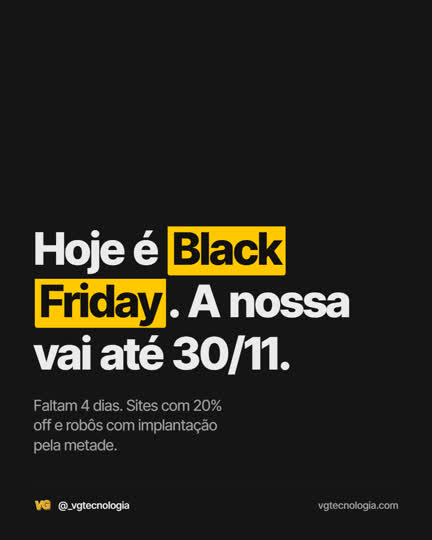 Hoje é Black
Friday. A nossa
vai até 30/11.
Faltam 4 dias. Sites com 20%
off e robôs com implantação
pela metade.
VG @_vgtecnologia
vgtecnologia.com